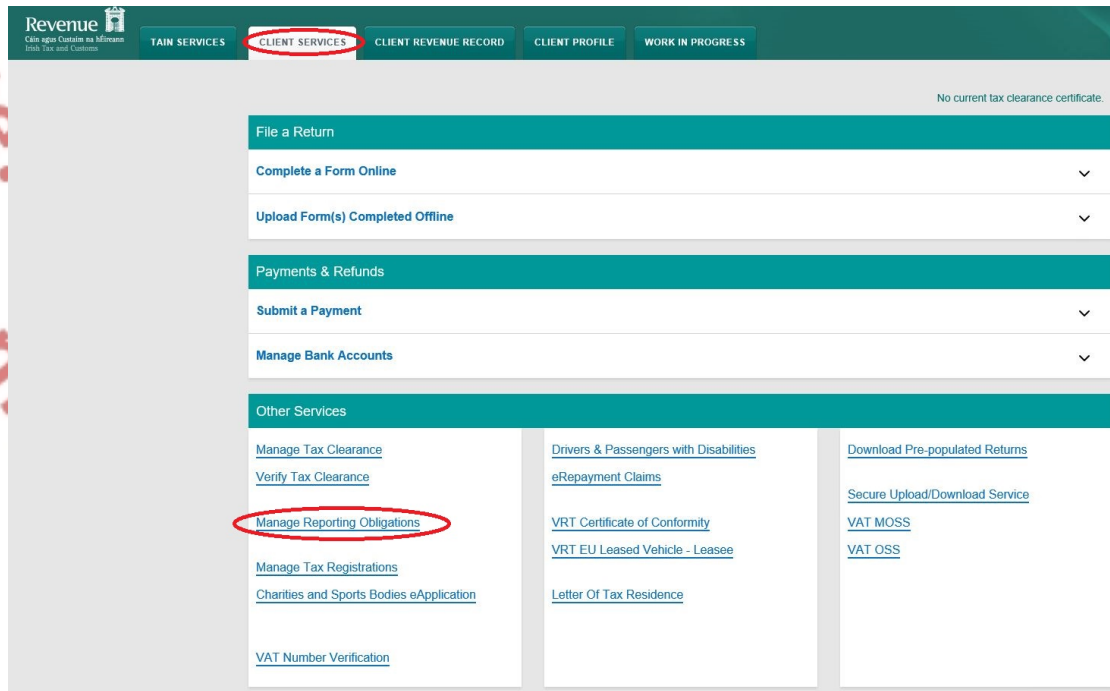 Revenue
Cáin agus Custaim na hÉireann
Irish Tax and Customs
TAIN SERVICES
CLIENT SERVICES
CLIENT REVENUE RECORD
CLIENT PROFILE
WORK IN PROGRESS
No current tax clearance certificate.
File a Return
Complete a Form Online
Upload Form(s) Completed Offline
Payments & Refunds
Submit a Payment
Manage Bank Accounts
Other Services
Manage Tax Clearance
Verify Tax Clearance
Manage Reporting Obligations
Manage Tax Registrations
Charities and Sports Bodies eApplication
VAT Number Verification
Drivers & Passengers with Disabilities
eRepayment Claims
VRT Certificate of Conformity
VRT EU Leased Vehicle - Leasee
Letter Of Tax Residence
Download Pre-populated Returns
Secure Upload/Download Service
VAT MOSS
VAT OSS